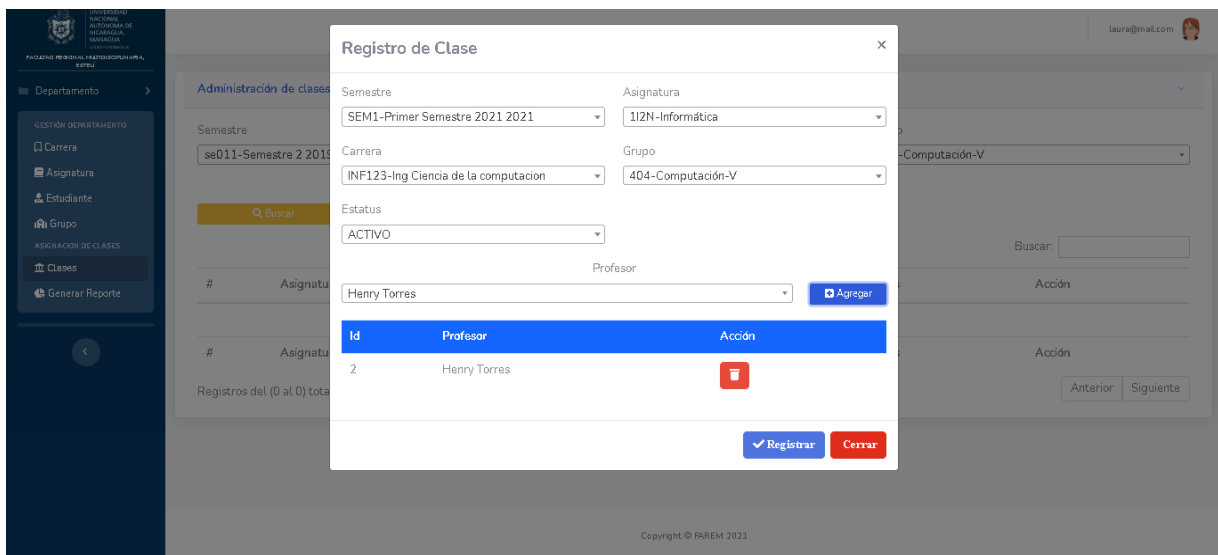 UNIVERSIDAD
NACIONAL
AUTÓNOMA DE
NICARAGUA,
MANAGUA
FACULTAD REGIONAL MULTIDISCIPLINARIA,
ESTELÍ
laura@mail.com
Departamento
GESTIÓN DEPARTAMENTO
Carrera
Asignatura
Estudiante
Grupo
ASIGNACION DE CLASES
Clases
Generar Reporte
Administración de clases
Semestre
se011-Semestre 2 2019
-Computación-V
Buscar
Buscar:
# Asignatu Acción
# Asignatu Acción
Registros del (0 al 0) tota
Anterior Siguiente
Registro de Clase ×
Semestre Asignatura
SEM1-Primer Semestre 2021 2021 1I2N-Informática
Carrera Grupo
INF123-Ing Ciencia de la computacion 404-Computación-V
Estatus
ACTIVO
Profesor
Henry Torres Agregar
Id Profesor Acción
2 Henry Torres
Registrar Cerrar
Copyright © FAREM 2021